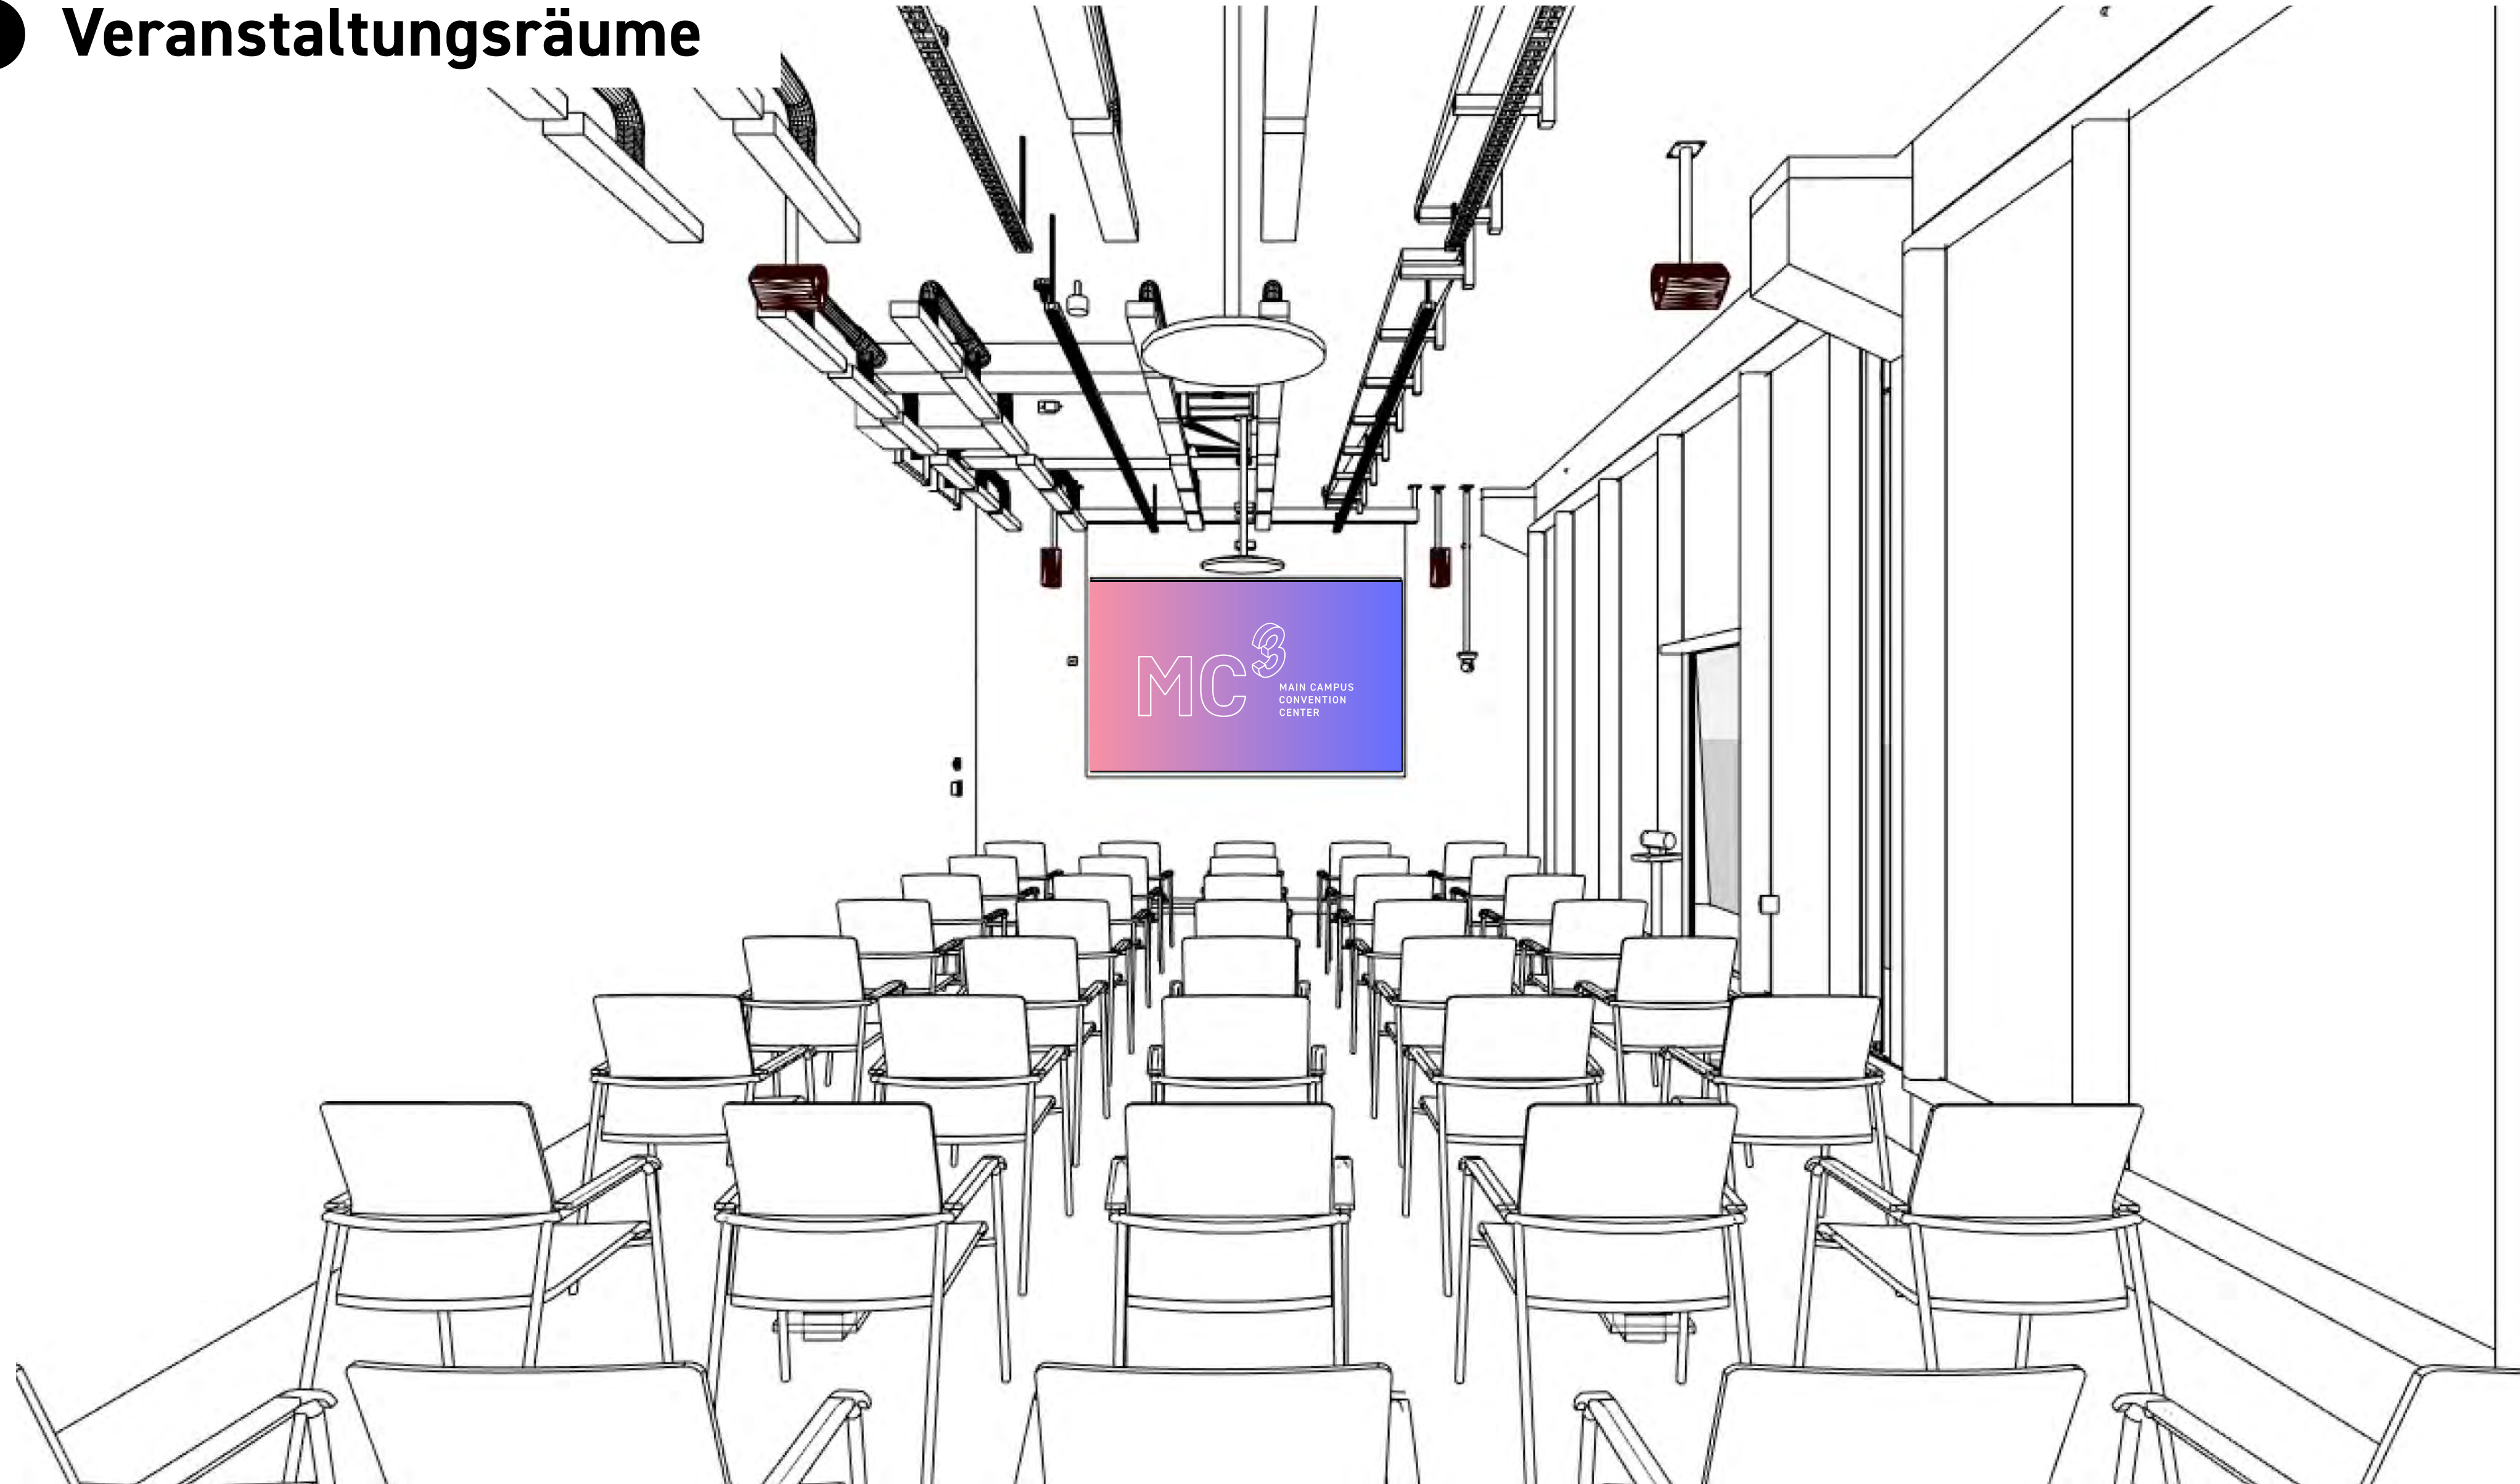 Veranstaltungsräume
MC³
MAIN CAMPUS
CONVENTION
CENTER